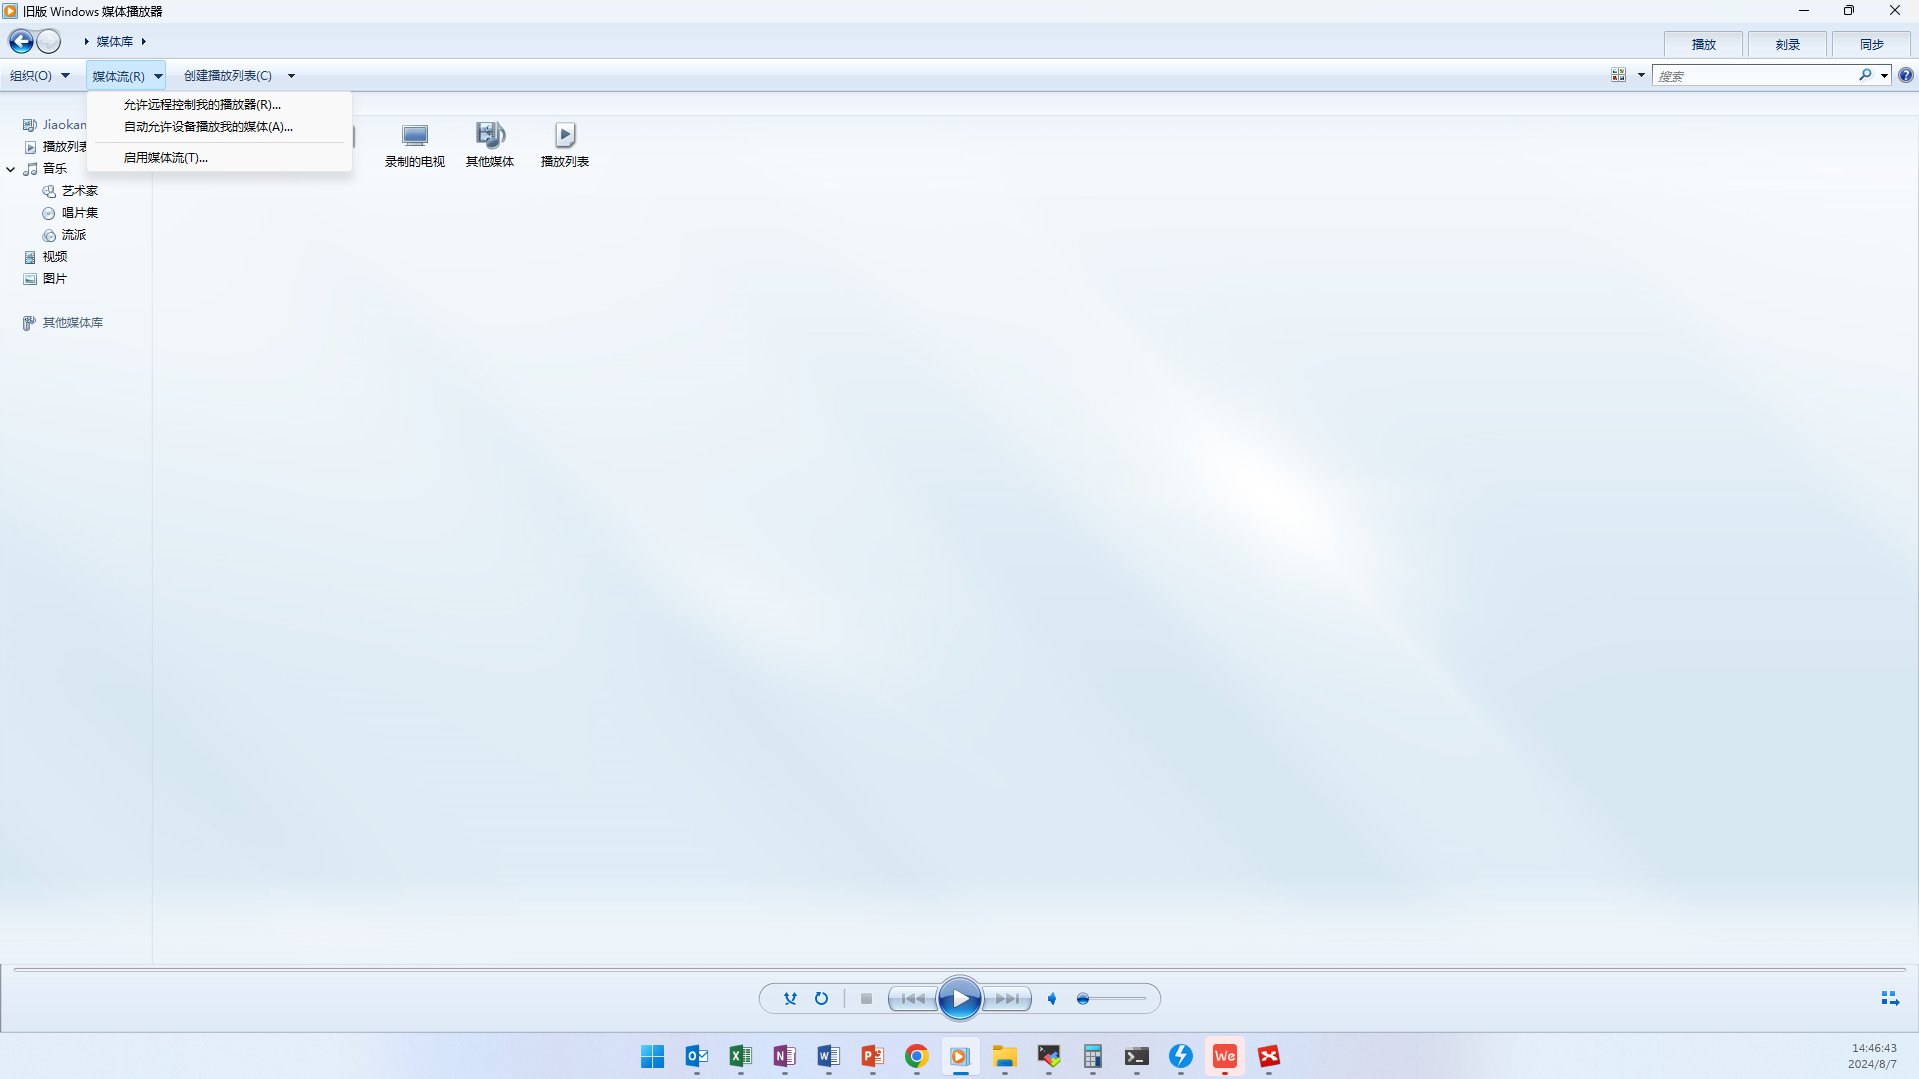 旧版 Windows 媒体播放器
媒体库
播放
刻录
同步
组织(O)
媒体流(R)
创建播放列表(C)
搜索
允许远程控制我的播放器(R)...
自动允许设备播放我的媒体(A)...
启用媒体流(T)...
Jiaokan
播放列表
音乐
艺术家
唱片集
流派
视频
图片
其他媒体库
录制的电视
其他媒体
播放列表
We
14:46:43
2024/8/7